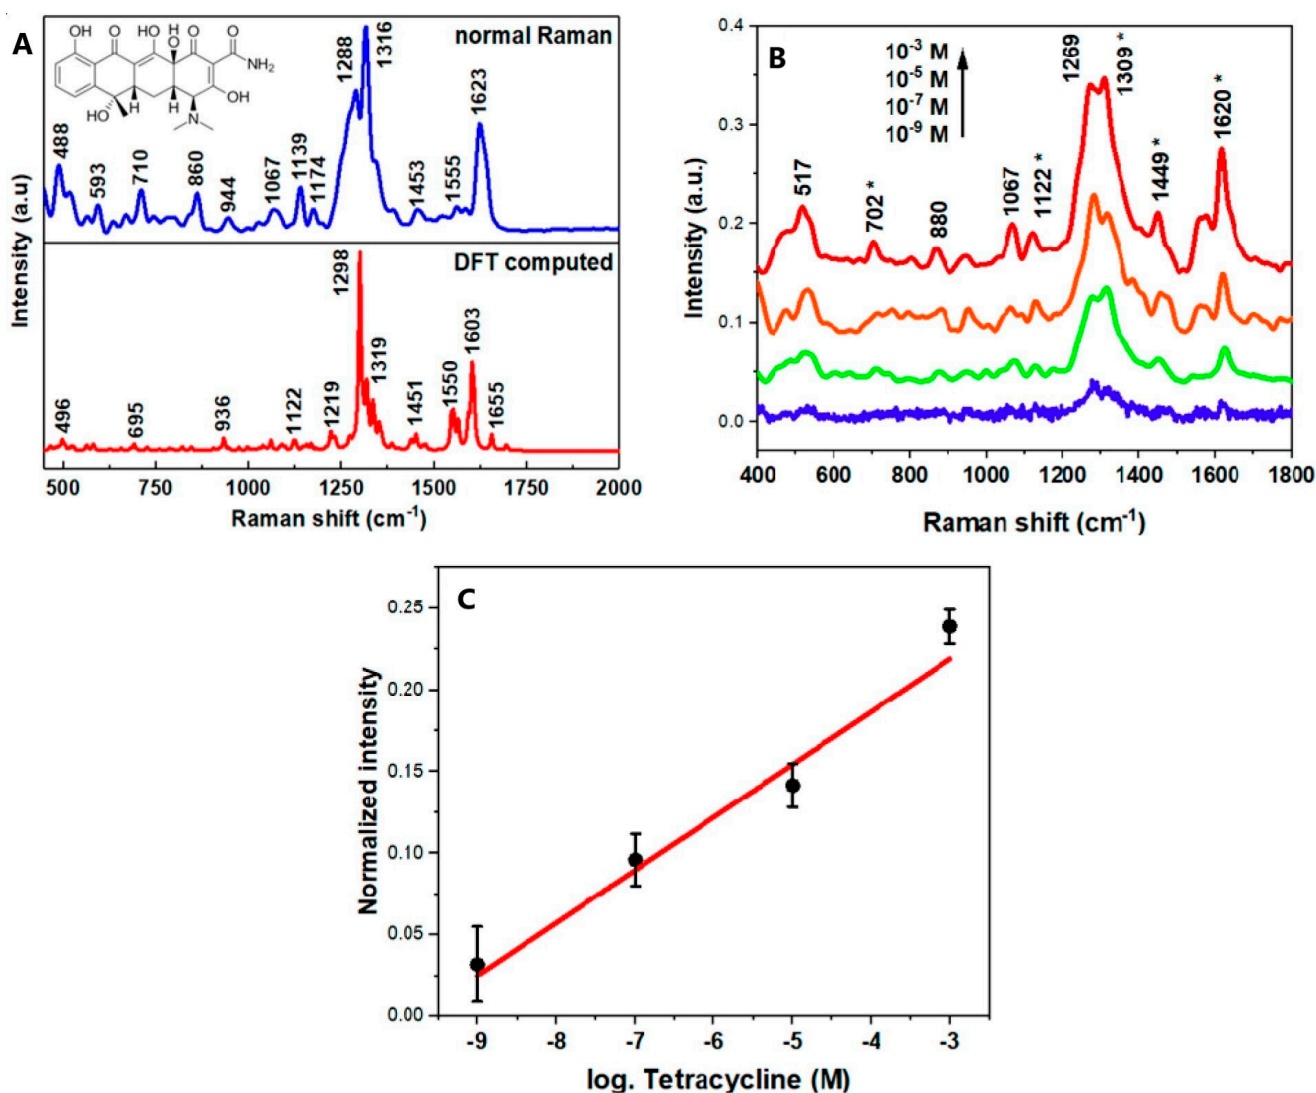 A
normal Raman
OH
O
OH
H
O
O
O
NH2
OH
HO
H
H
N
488
593
710
860
944
1067
1139
1174
1288
1316
1453
1555
1623
DFT computed
496
695
936
1122
1219
1298
1319
1451
1550
1603
1655
Intensity (a.u)
500
750
1000
1250
1500
1750
2000
Raman shift (cm-1)
B
10-3 M
10-5 M
10-7 M
10-9 M
517
702 *
880
1067
1122 *
1269
1309 *
1449 *
1620 *
0.4
0.3
0.2
0.1
0.0
Intensity (a.u.)
400
600
800
1000
1200
1400
1600
1800
Raman shift (cm-1)
C
0.25
0.20
0.15
0.10
0.05
0.00
Normalized intensity
-9
-8
-7
-6
-5
-4
-3
log. Tetracycline (M)